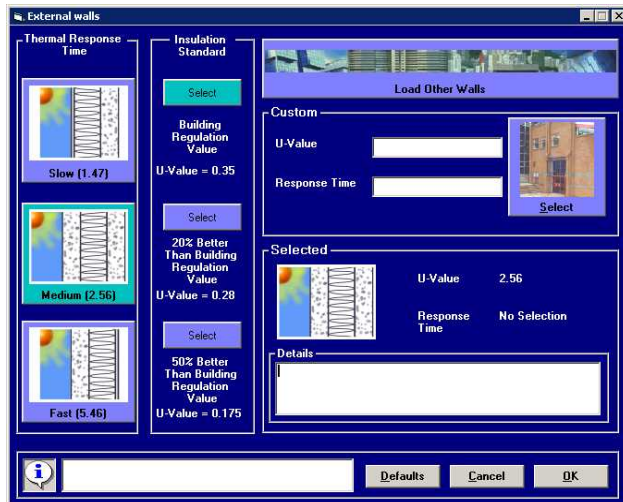 External walls
Thermal Response
Time
Slow (1.47)
Medium (2.56)
Fast (5.46)
Insulation
Standard
Select
Building
Regulation
Value
U-Value = 0.35
Select
20% Better
Than Building
Regulation
Value
U-Value = 0.28
Select
50% Better
Than Building
Regulation
Value
U-Value = 0.175
Load Other Walls
Custom
U-Value
Response Time
Select
Selected
U-Value 2.56
Response
Time
No Selection
Details
Defaults
Cancel
OK